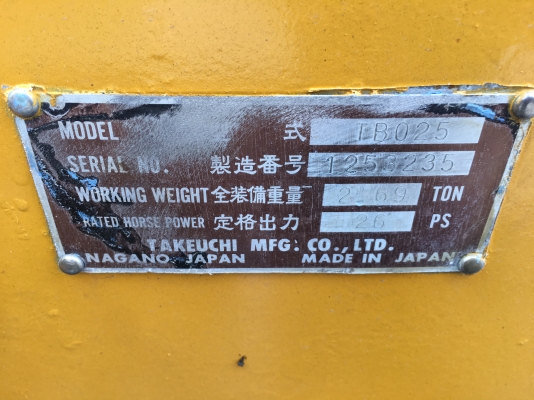 MODEL 式 TB025
SERIAL NO. 製造番号 1253235
WORKING WEIGHT 全装備重量 2.69 TON
RATED HORSE POWER 定格出力 26 PS
TAKEUCHI MFG. CO., LTD.
NAGANO, JAPAN MADE IN JAPAN